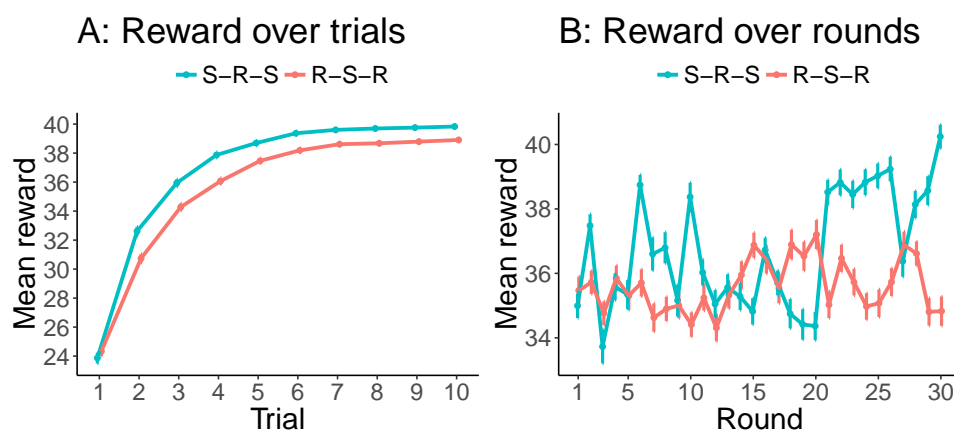 A: Reward over trials
S–R–S R–S–R
Mean reward
40
38
36
34
32
30
28
26
24
1 2 3 4 5 6 7 8 9 10
Trial
B: Reward over rounds
S–R–S R–S–R
Mean reward
40
38
36
34
1 5 10 15 20 25 30
Round